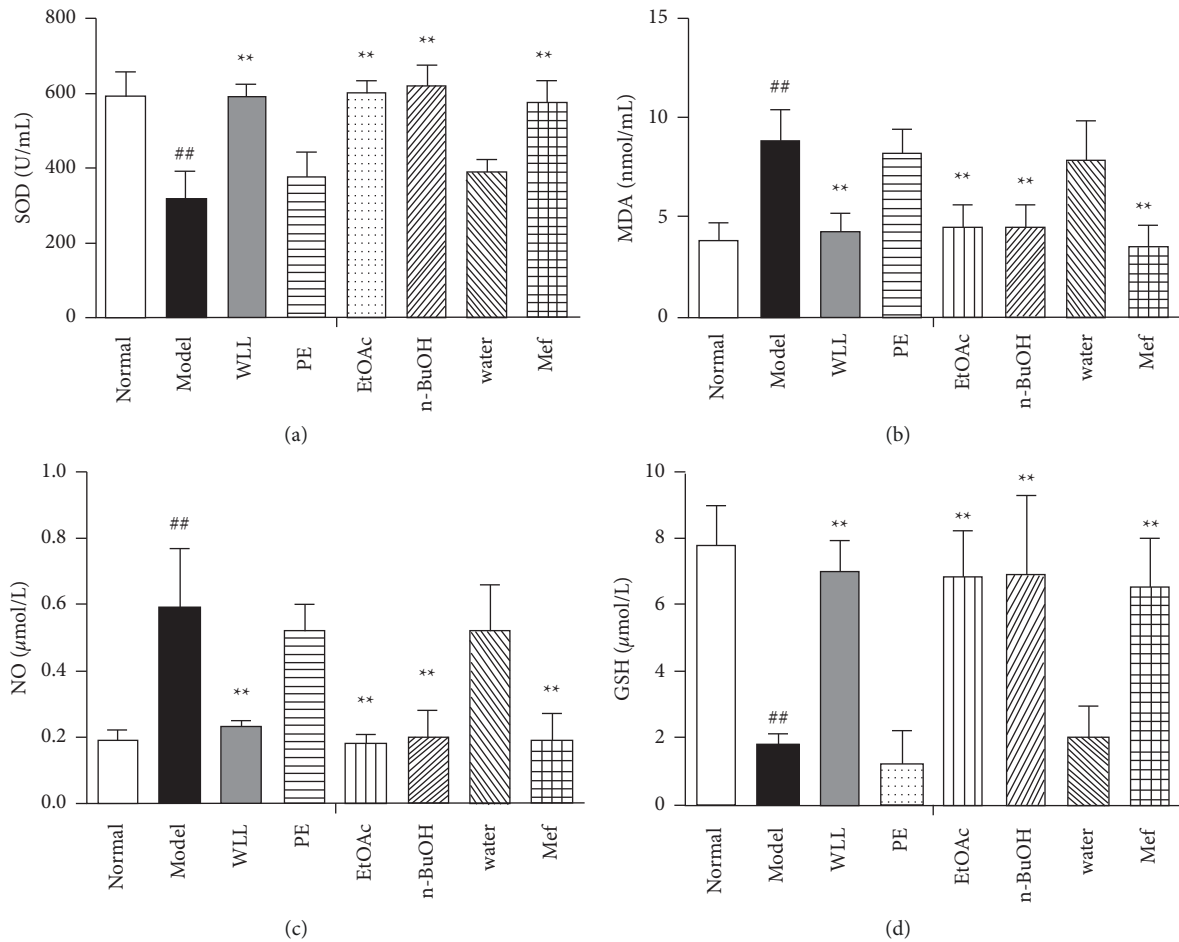 800
600
400
200
0
SOD (U/mL)
##
**
**
**
**
Normal
Model
WLL
PE
EtOAc
n-BuOH
water
Mef
(a)
15
10
5
0
MDA (nmol/mL)
##
**
**
**
**
Normal
Model
WLL
PE
EtOAc
n-BuOH
water
Mef
(b)
1.0
0.8
0.6
0.4
0.2
0.0
NO (μmol/L)
##
**
**
**
**
Normal
Model
WLL
PE
EtOAc
n-BuOH
water
Mef
(c)
10
8
6
4
2
0
GSH (μmol/L)
##
**
**
**
**
Normal
Model
WLL
PE
EtOAc
n-BuOH
water
Mef
(d)